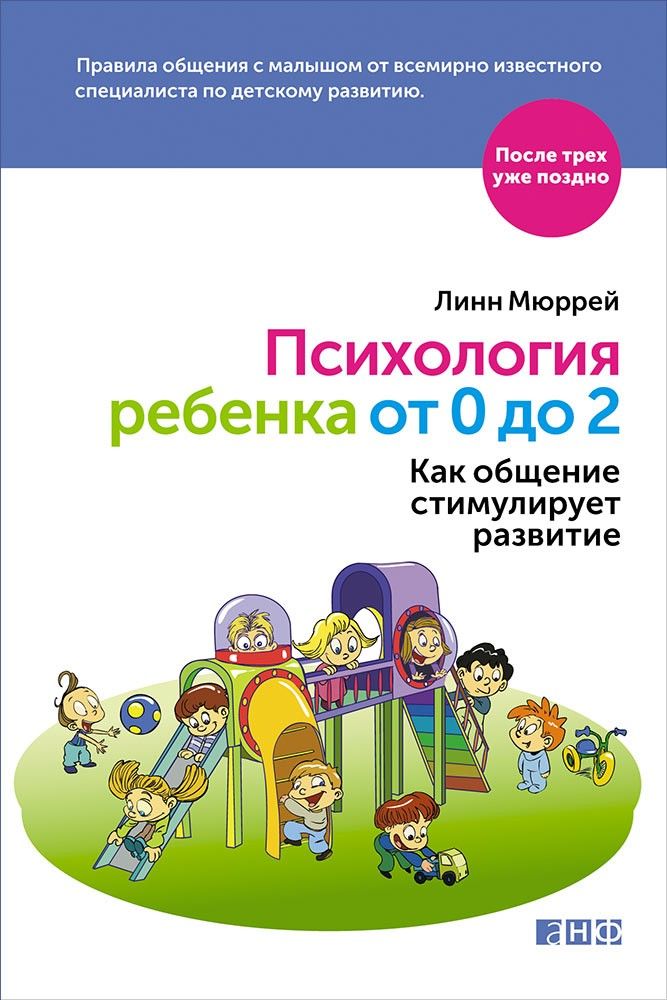 Правила общения с малышом от всемирно известного
специалиста по детскому развитию.
После трех
уже поздно
Линн Мюррей
Психология
ребенка от 0 до 2
Как общение
стимулирует
развитие
анф